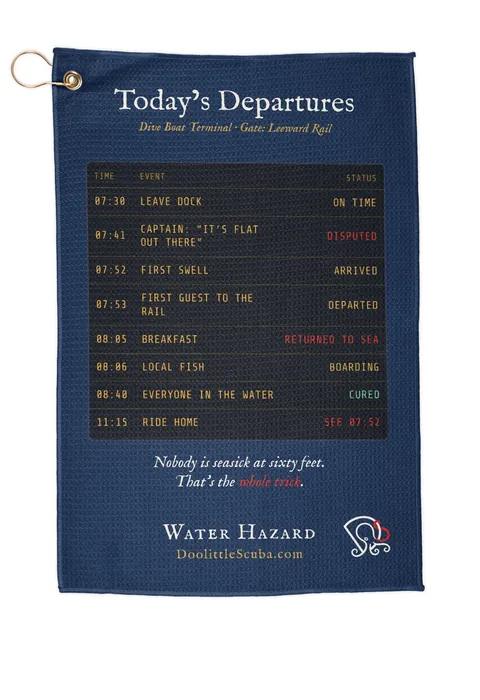 Today's Departures
Dive Boat Terminal · Gate: Leeward Rail
TIME EVENT STATUS
07:30 LEAVE DOCK ON TIME
07:41 CAPTAIN: "IT'S FLAT OUT THERE" DISPUTED
07:52 FIRST SWELL ARRIVED
07:53 FIRST GUEST TO THE RAIL DEPARTED
08:05 BREAKFAST RETURNED TO SEA
08:06 LOCAL FISH BOARDING
08:40 EVERYONE IN THE WATER CURED
11:15 RIDE HOME SEE 07:52
Nobody is seasick at sixty feet.
That's the whole trick.
WATER HAZARD
DoolittleScuba.com